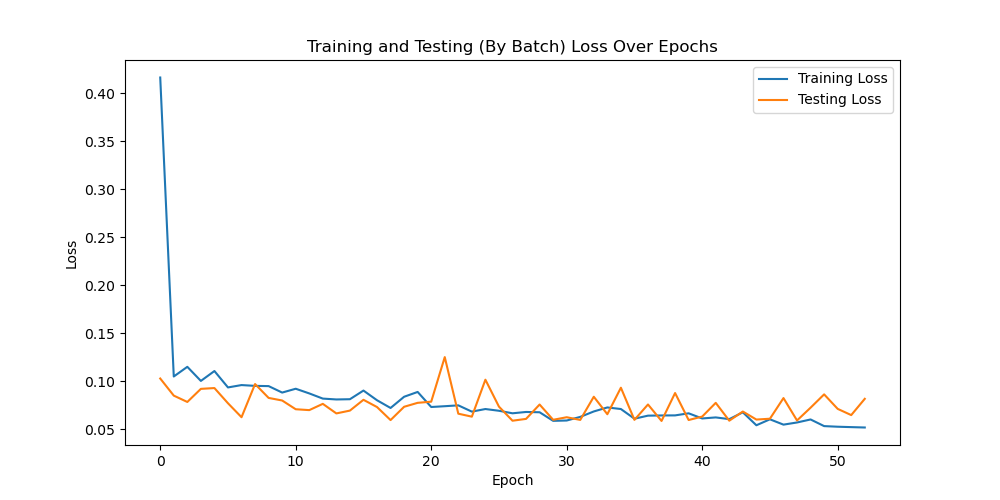 Training and Testing (By Batch) Loss Over Epochs
Training Loss
Testing Loss
0.40
0.35
0.30
0.25
0.20
0.15
0.10
0.05
Loss
0 10 20 30 40 50
Epoch